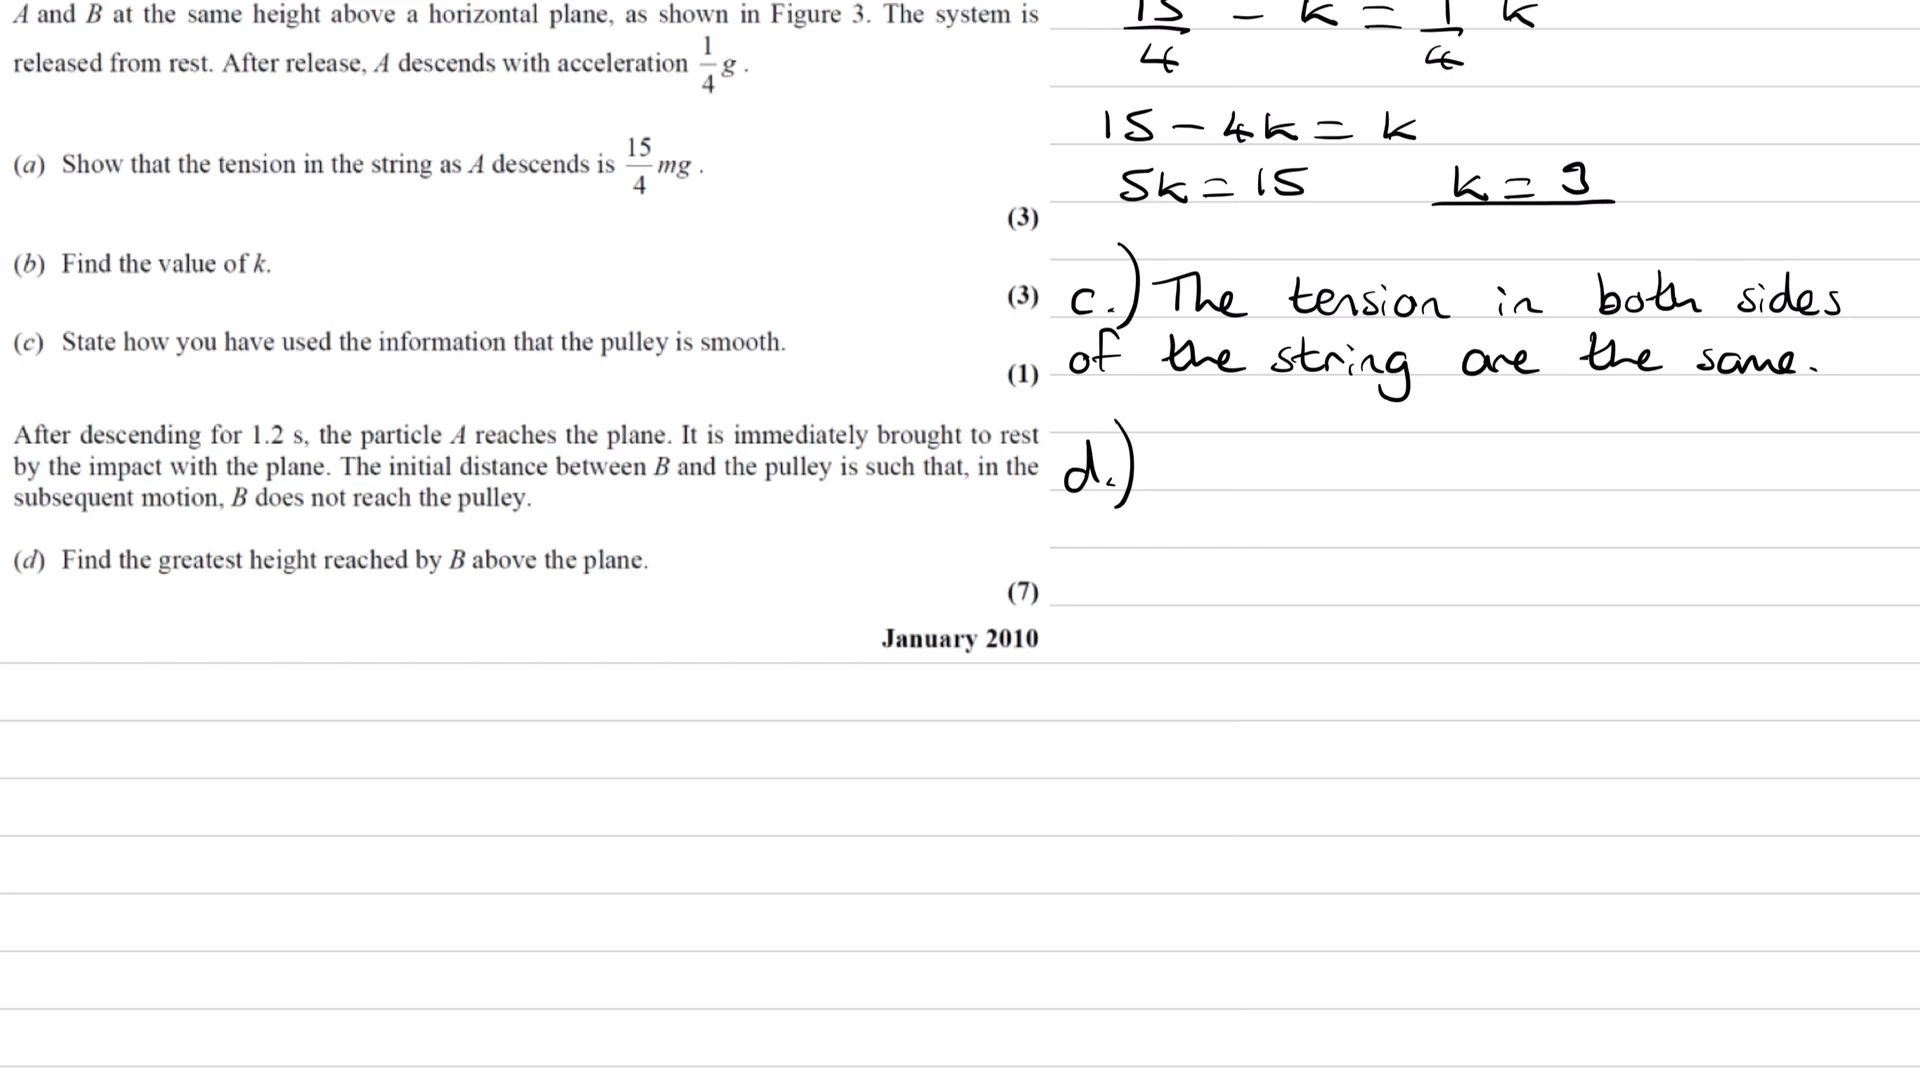 A and B at the same height above a horizontal plane, as shown in Figure 3. The system is
released from rest. After release, A descends with acceleration 1/4 g .
(a) Show that the tension in the string as A descends is 15/4 mg .
(3)
(b) Find the value of k.
(3)
(c) State how you have used the information that the pulley is smooth.
(1)
After descending for 1.2 s, the particle A reaches the plane. It is immediately brought to rest
by the impact with the plane. The initial distance between B and the pulley is such that, in the
subsequent motion, B does not reach the pulley.
(d) Find the greatest height reached by B above the plane.
(7)
January 2010
15/4 - k = 1/4 k
15 - 4k = k
5k = 15 k = 3
c.) The tension in both sides
of the string are the same.
d.)